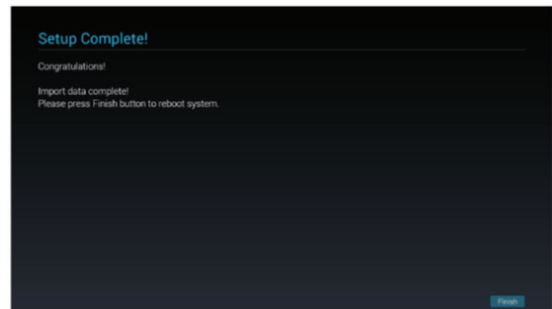 Setup Complete!
Congratulations!
Import data complete!
Please press Finish button to reboot system.
Finish